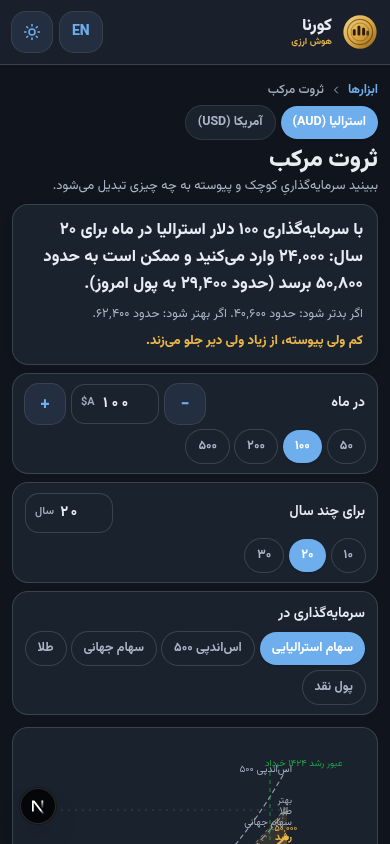 کورنا
هوش ارزی
EN
ابزارها › ثروت مرکب
استرالیا (AUD) آمریکا (USD)
ثروت مرکب
ببینید سرمایه‌گذاریِ کوچک و پیوسته به چه چیزی تبدیل می‌شود.
با سرمایه‌گذاری ۱۰۰ دلار استرالیا در ماه برای ۲۰
سال: ۲۴,۰۰۰ وارد می‌کنید و ممکن است به حدود
۵۰,۸۰۰ برسد (حدود ۲۹,۴۰۰ به پول امروز).
اگر بدتر شود: حدود ۴۰,۶۰۰. اگر بهتر شود: حدود ۶۲,۴۰۰.
کم ولی پیوسته، از زیاد ولی دیر جلو می‌زند.
در ماه
− ۱۰۰ A$ +
۵۰ ۱۰۰ ۲۰۰ ۵۰۰
برای چند سال
۲۰ سال
۱۰ ۲۰ ۳۰
سرمایه‌گذاری در
سهام استرالیایی اس‌اندپی ۵۰۰ سهام جهانی طلا
پول نقد
عبور رشد ۱۴۲۴ خرداد
اس‌اندپی ۵۰۰
بهتر
طلا
سهام جهانی
N